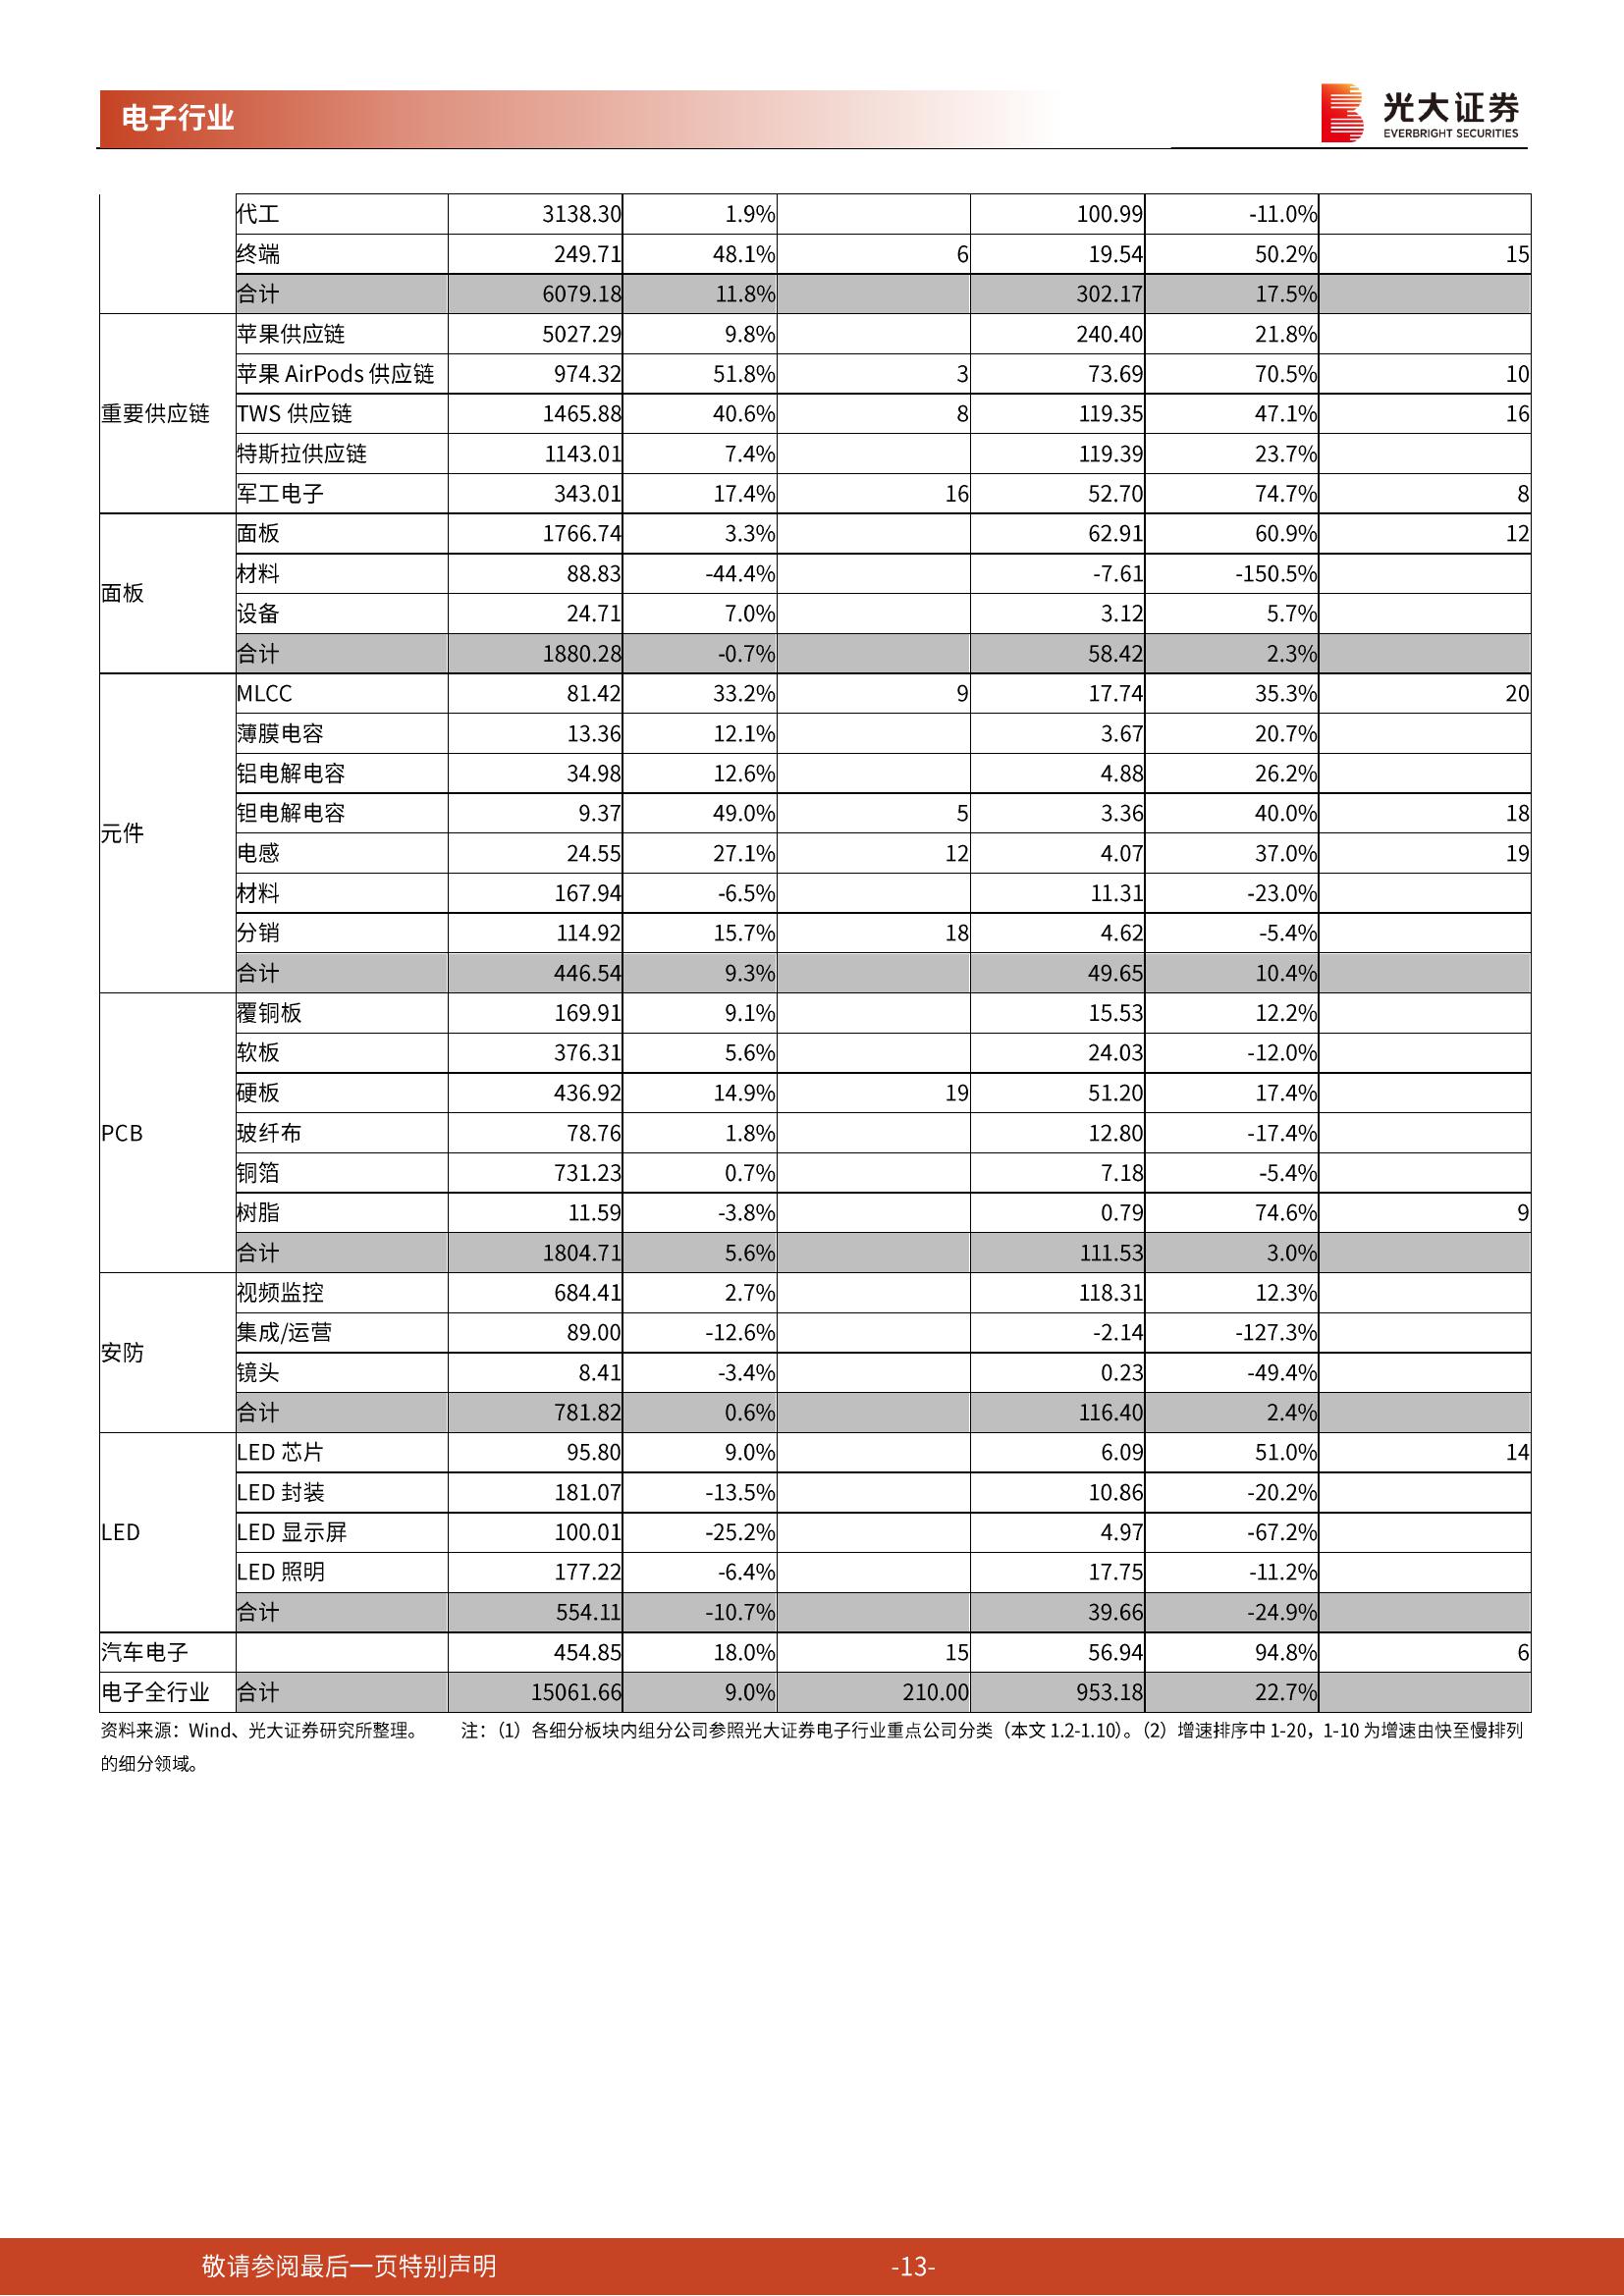 电子行业
光大证券
EVERBRIGHT SECURITIES
代工 3138.30 1.9% 100.99 -11.0%
终端 249.71 48.1% 6 19.54 50.2% 15
合计 6079.18 11.8% 302.17 17.5%
重要供应链
苹果供应链 5027.29 9.8% 240.40 21.8%
苹果 AirPods 供应链 974.32 51.8% 3 73.69 70.5% 10
TWS 供应链 1465.88 40.6% 8 119.35 47.1% 16
特斯拉供应链 1143.01 7.4% 119.39 23.7%
军工电子 343.01 17.4% 16 52.70 74.7% 8
面板
面板 1766.74 3.3% 62.91 60.9% 12
材料 88.83 -44.4% -7.61 -150.5%
设备 24.71 7.0% 3.12 5.7%
合计 1880.28 -0.7% 58.42 2.3%
元件
MLCC 81.42 33.2% 9 17.74 35.3% 20
薄膜电容 13.36 12.1% 3.67 20.7%
铝电解电容 34.98 12.6% 4.88 26.2%
钽电解电容 9.37 49.0% 5 3.36 40.0% 18
电感 24.55 27.1% 12 4.07 37.0% 19
材料 167.94 -6.5% 11.31 -23.0%
分销 114.92 15.7% 18 4.62 -5.4%
合计 446.54 9.3% 49.65 10.4%
PCB
覆铜板 169.91 9.1% 15.53 12.2%
软板 376.31 5.6% 24.03 -12.0%
硬板 436.92 14.9% 19 51.20 17.4%
玻纤布 78.76 1.8% 12.80 -17.4%
铜箔 731.23 0.7% 7.18 -5.4%
树脂 11.59 -3.8% 0.79 74.6% 9
合计 1804.71 5.6% 111.53 3.0%
安防
视频监控 684.41 2.7% 118.31 12.3%
集成/运营 89.00 -12.6% -2.14 -127.3%
镜头 8.41 -3.4% 0.23 -49.4%
合计 781.82 0.6% 116.40 2.4%
LED
LED 芯片 95.80 9.0% 6.09 51.0% 14
LED 封装 181.07 -13.5% 10.86 -20.2%
LED 显示屏 100.01 -25.2% 4.97 -67.2%
LED 照明 177.22 -6.4% 17.75 -11.2%
合计 554.11 -10.7% 39.66 -24.9%
汽车电子 454.85 18.0% 15 56.94 94.8% 6
电子全行业 合计 15061.66 9.0% 210.00 953.18 22.7%
资料来源：Wind、光大证券研究所整理。 注：（1）各细分板块内组分公司参照光大证券电子行业重点公司分类（本文 1.2-1.10）。（2）增速排序中 1-20，1-10 为增速由快至慢排列
的细分领域。
敬请参阅最后一页特别声明 -13-